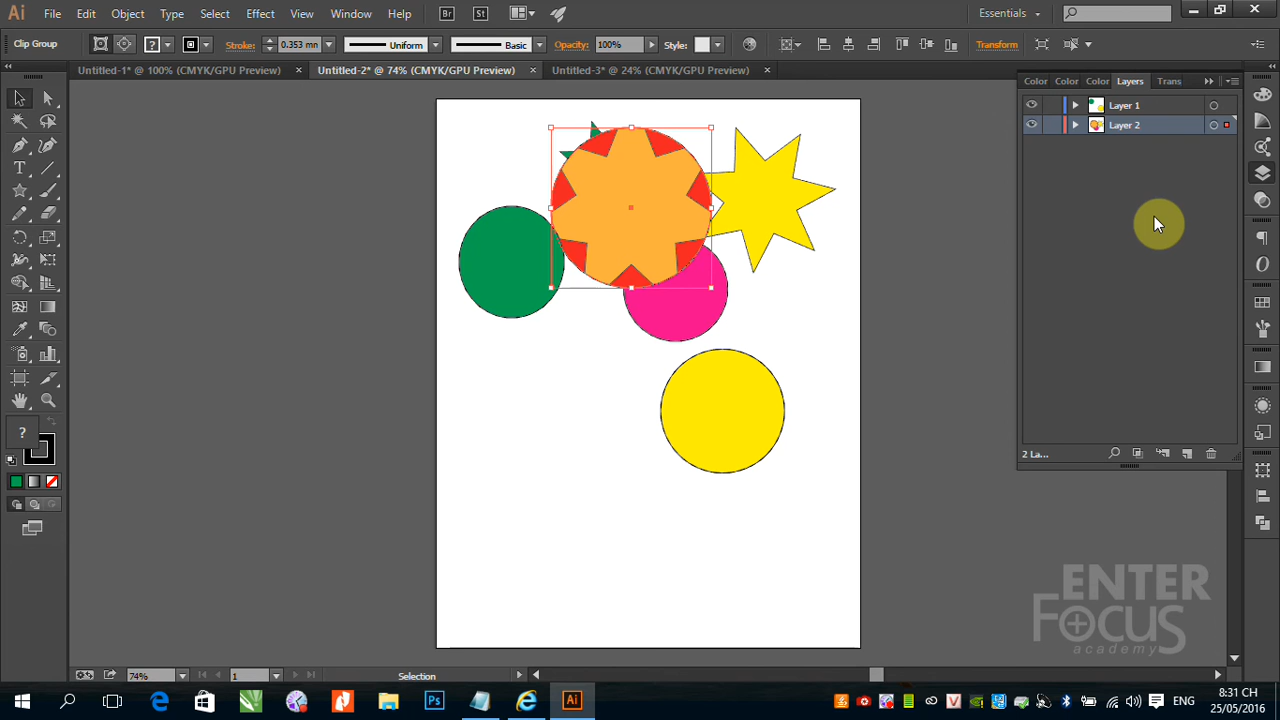 Ai File Edit Object Type Select Effect View Window Help Br St Essentials
Clip Group ? Stroke: 0.353 mn Uniform Basic Opacity: 100% Style: Transform
Untitled-1* @ 100% (CMYK/GPU Preview) × Untitled-2* @ 74% (CMYK/GPU Preview) × Untitled-3* @ 24% (CMYK/GPU Preview) ×
Color Color Color Layers Trans
Layer 1
Layer 2
?
2 La...
ENTER
FOCUS
academy
74% 1 Selection
Ps Ai ENG 8:31 CH
25/05/2016